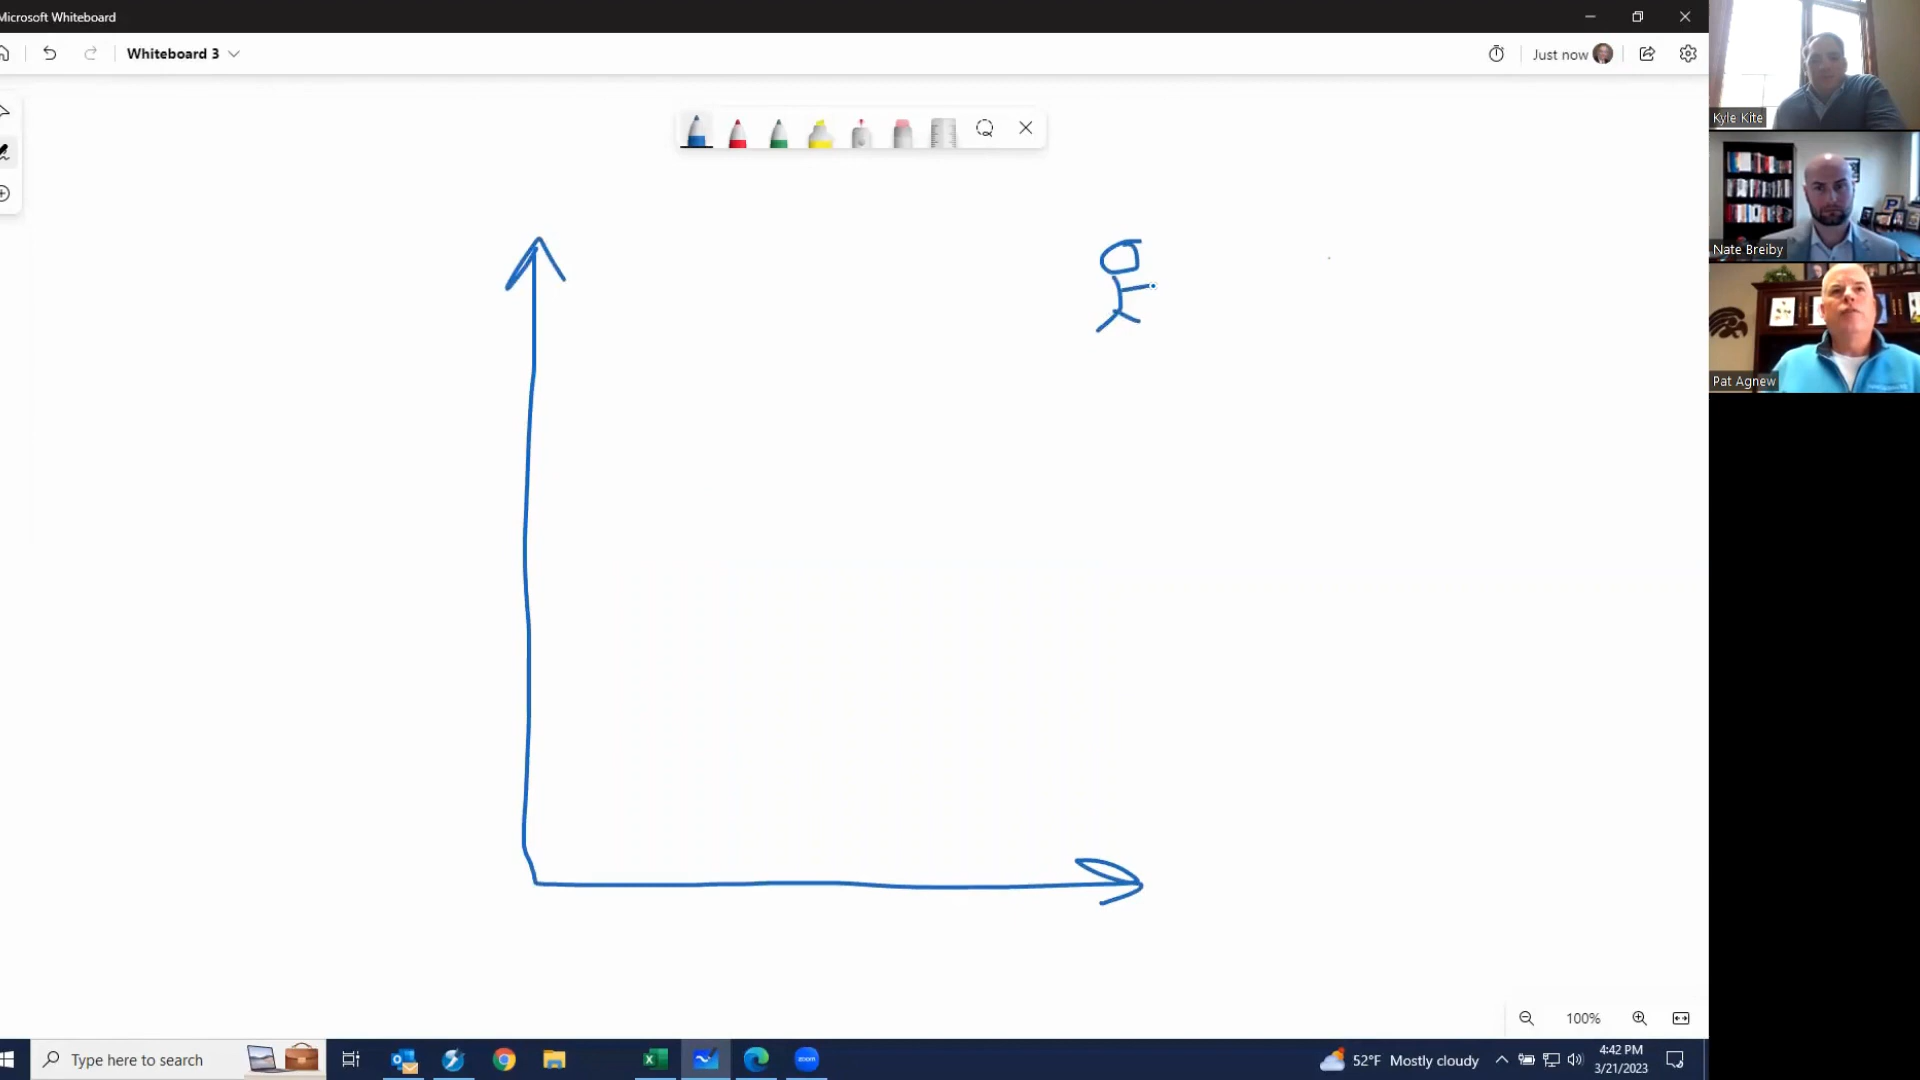 Microsoft Whiteboard
Whiteboard 3
Just now
Kyle Kite
Nate Breiby
Pat Agnew
100%
Type here to search
zoom
52°F Mostly cloudy
4:42 PM
3/21/2023